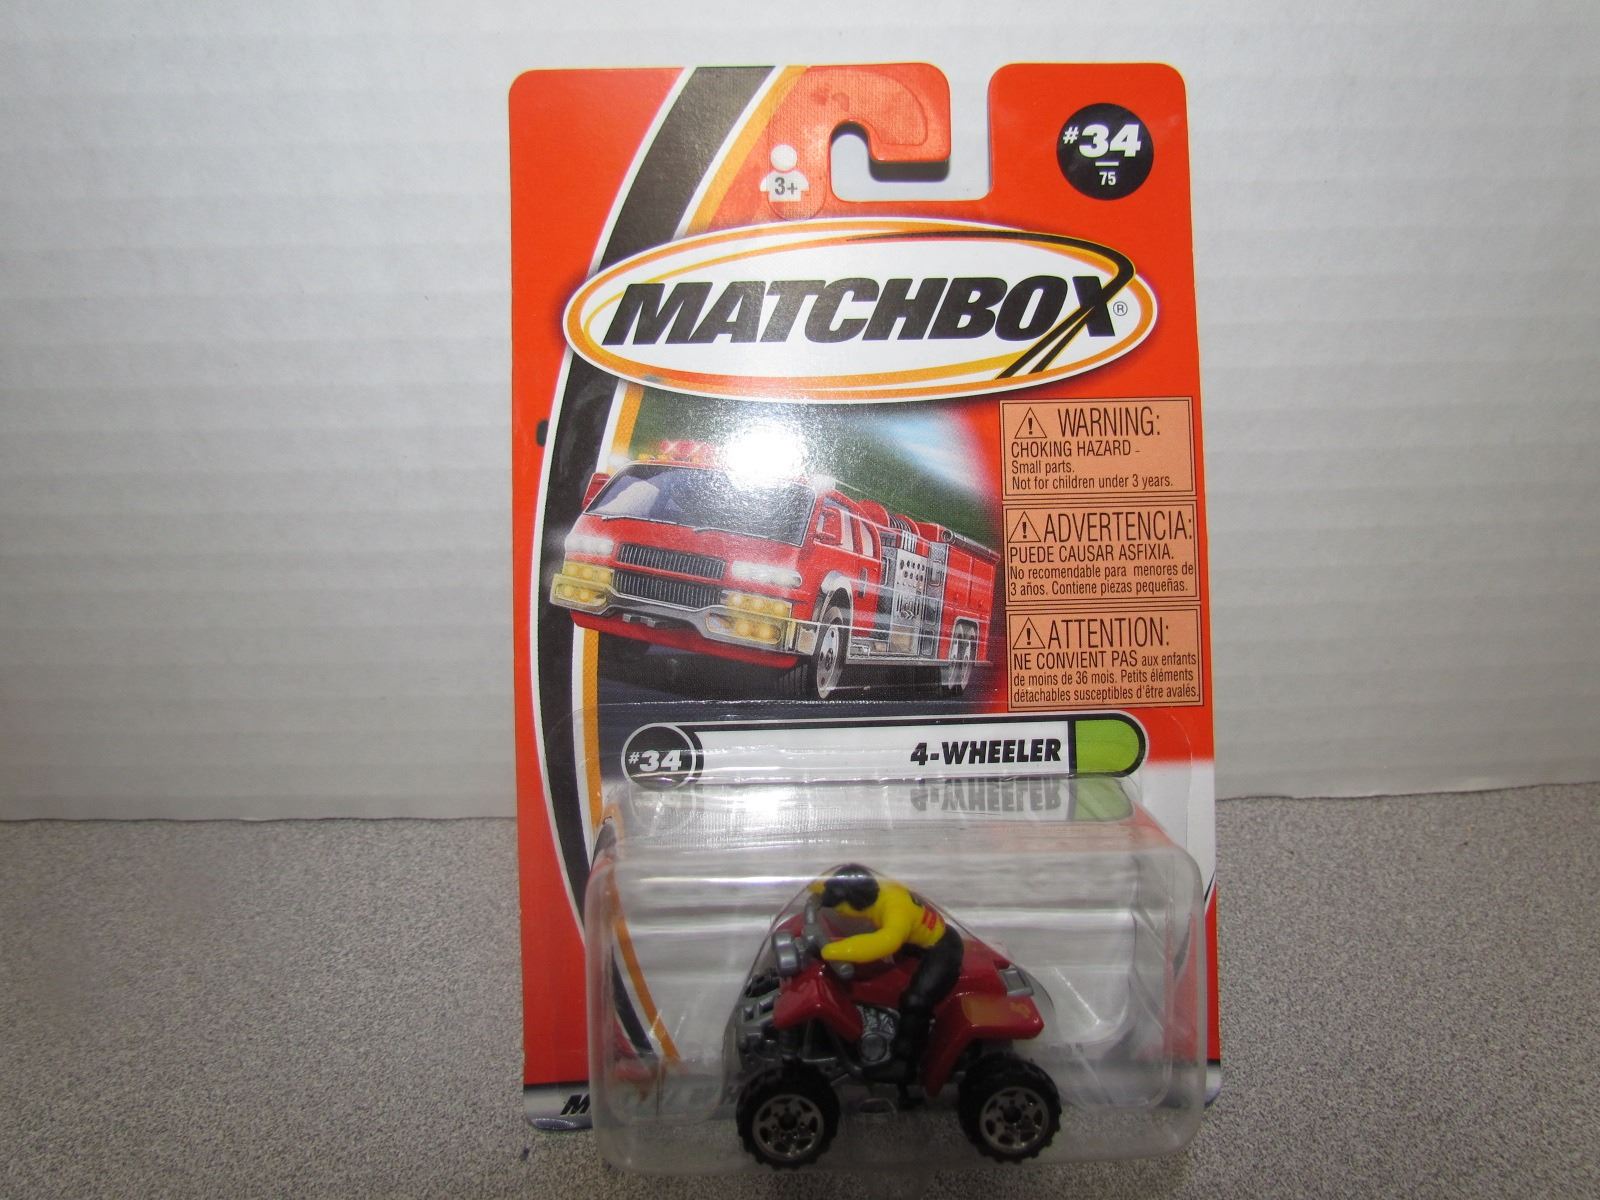 3+
#34
75
MATCHBOX®
WARNING:
CHOKING HAZARD -
Small parts.
Not for children under 3 years.
ADVERTENCIA:
PUEDE CAUSAR ASFIXIA.
No recomendable para menores de
3 años. Contiene piezas pequeñas.
ATTENTION:
NE CONVIENT PAS aux enfants
de moins de 36 mois. Petits éléments
détachables susceptibles d'être avalés.
#34
4-WHEELER